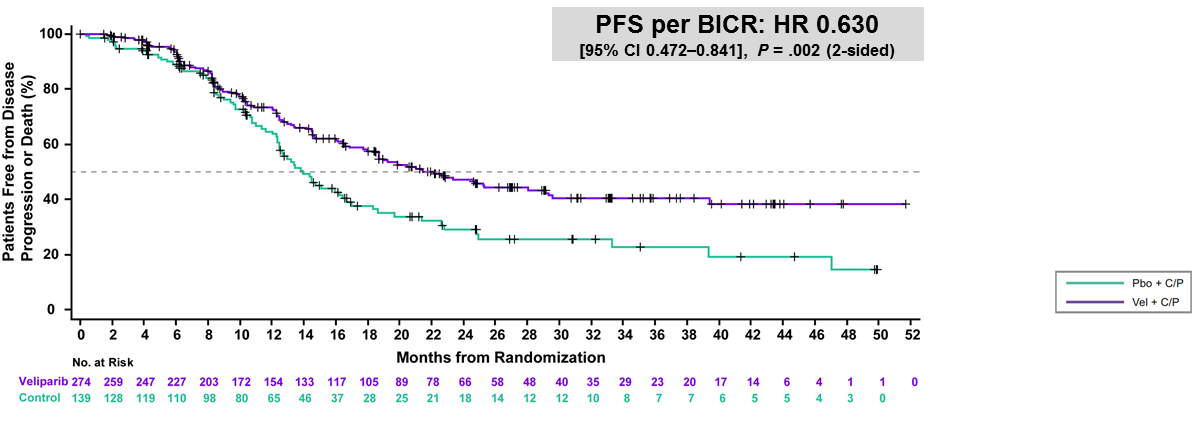 PFS per BICR: HR 0.630
[95% CI 0.472–0.841], P = .002 (2-sided)
Patients Free from Disease
Progression or Death (%)
100
80
60
40
20
0
0 2 4 6 8 10 12 14 16 18 20 22 24 26 28 30 32 34 36 38 40 42 44 46 48 50 52
Months from Randomization
Pbo + C/P
Vel + C/P
No. at Risk
Veliparib 274 259 247 227 203 172 154 133 117 105 89 78 66 58 48 40 35 29 23 20 17 14 6 4 1 1 0
Control 139 128 119 110 98 80 65 46 37 28 25 21 18 14 12 12 10 8 7 7 6 5 5 4 3 0